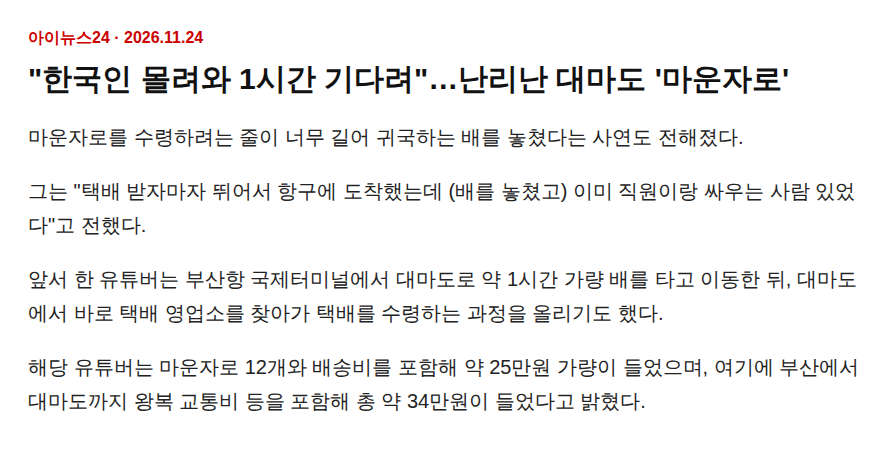 아이뉴스24 · 2026.11.24
"한국인 몰려와 1시간 기다려"…난리난 대마도 '마운자로'
마운자로를 수령하려는 줄이 너무 길어 귀국하는 배를 놓쳤다는 사연도 전해졌다.
그는 "택배 받자마자 뛰어서 항구에 도착했는데 (배를 놓쳤고) 이미 직원이랑 싸우는 사람 있었
다"고 전했다.
앞서 한 유튜버는 부산항 국제터미널에서 대마도로 약 1시간 가량 배를 타고 이동한 뒤, 대마도
에서 바로 택배 영업소를 찾아가 택배를 수령하는 과정을 올리기도 했다.
해당 유튜버는 마운자로 12개와 배송비를 포함해 약 25만원 가량이 들었으며, 여기에 부산에서
대마도까지 왕복 교통비 등을 포함해 총 약 34만원이 들었다고 밝혔다.